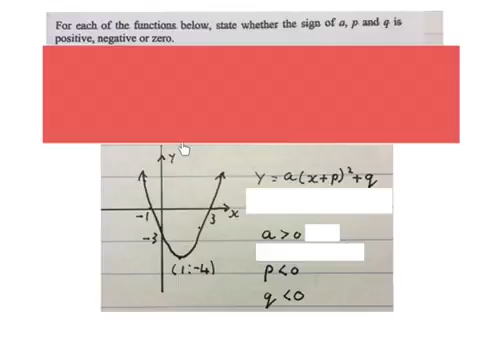 For each of the functions below, state whether the sign of a, p and q is
positive, negative or zero.
Y
Y = a(x+p)²+q
-1
3
x
-3
a>0
(1;-4)
p<0
q<0